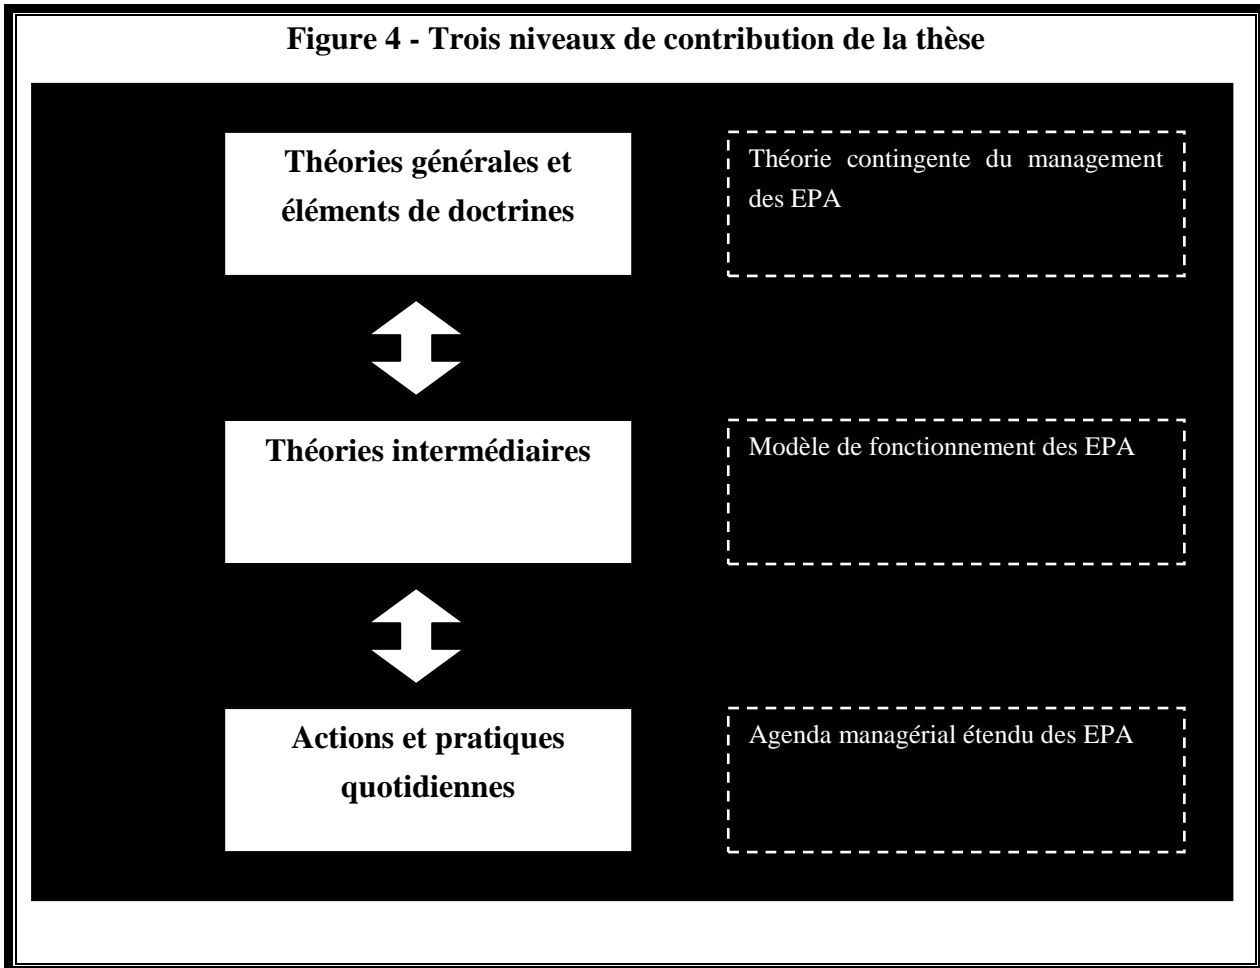 Figure 4 - Trois niveaux de contribution de la thèse
Théories générales et
éléments de doctrines
Théorie contingente du management
des EPA
Théories intermédiaires
Modèle de fonctionnement des EPA
Actions et pratiques
quotidiennes
Agenda managérial étendu des EPA